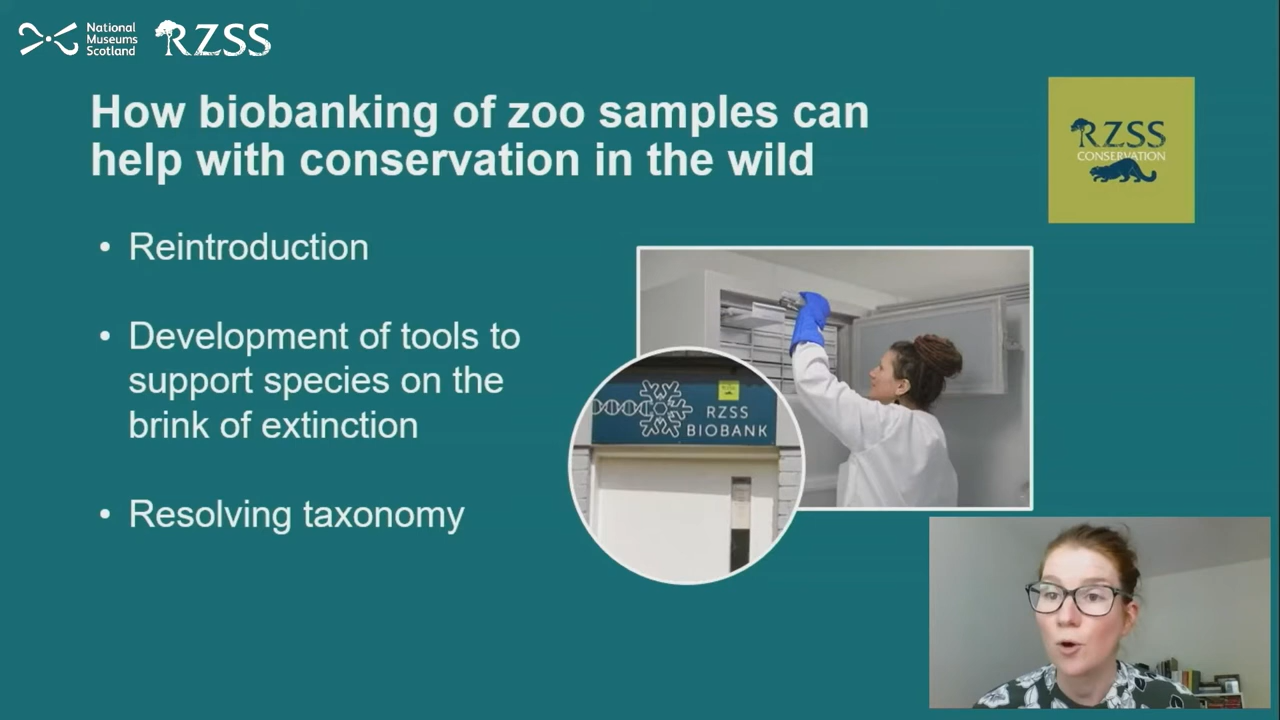 National
Museums
Scotland
RZSS
How biobanking of zoo samples can
help with conservation in the wild
RZSS
CONSERVATION
• Reintroduction
• Development of tools to
support species on the
brink of extinction
• Resolving taxonomy
RZSS
BIOBANK